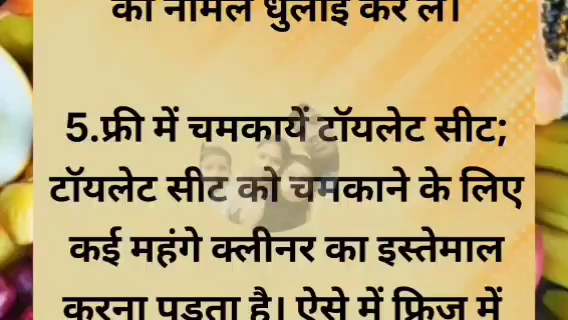 को नॉर्मल धुलाई कर लें।
5.फ्री में चमकायें टॉयलेट सीट;
टॉयलेट सीट को चमकाने के लिए
कई महंगे क्लीनर का इस्तेमाल
करना पड़ता है। ऐसे में फ्रिज में